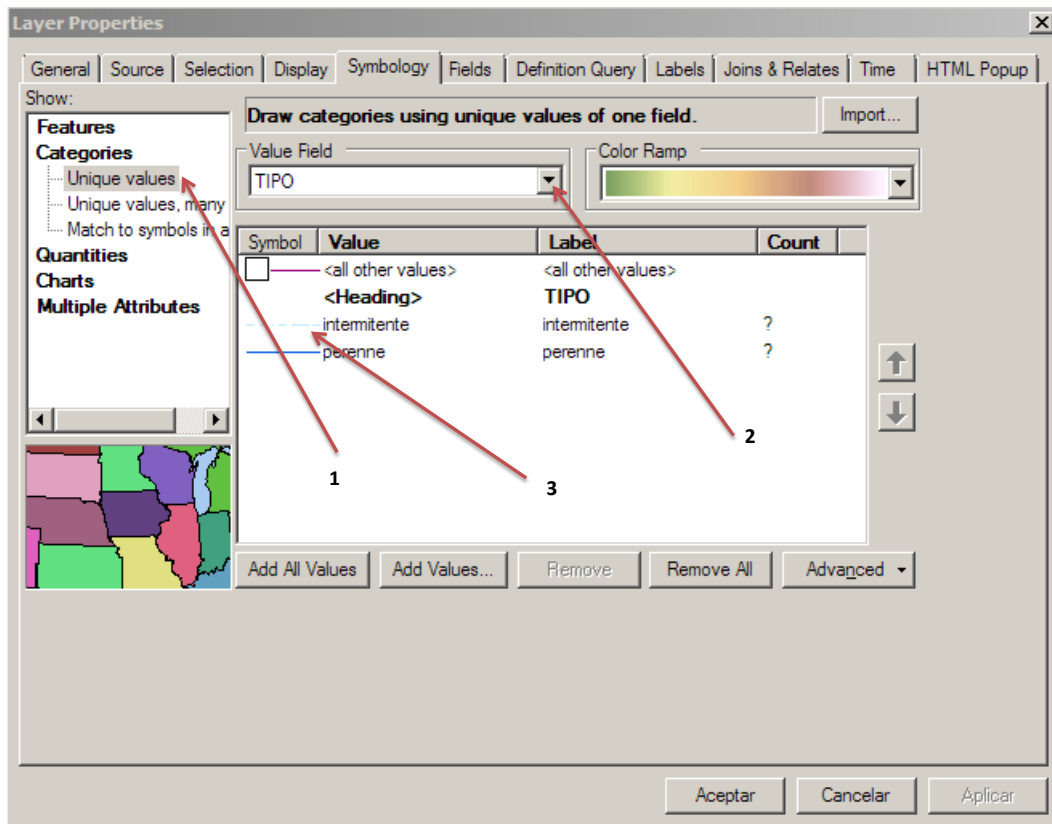 Layer Properties
General Source Selection Display Symbology Fields Definition Query Labels Joins & Relates Time HTML Popup
Show:
Features
Categories
Unique values
Unique values, many
Match to symbols in a
Quantities
Charts
Multiple Attributes
Draw categories using unique values of one field.
Import...
Value Field
TIPO
Color Ramp
Symbol Value Label Count
<all other values> <all other values>
<Heading> TIPO
intermitente intermitente ?
perenne perenne ?
1
3
2
Add All Values Add Values... Remove Remove All Advanced
Aceptar Cancelar Aplicar